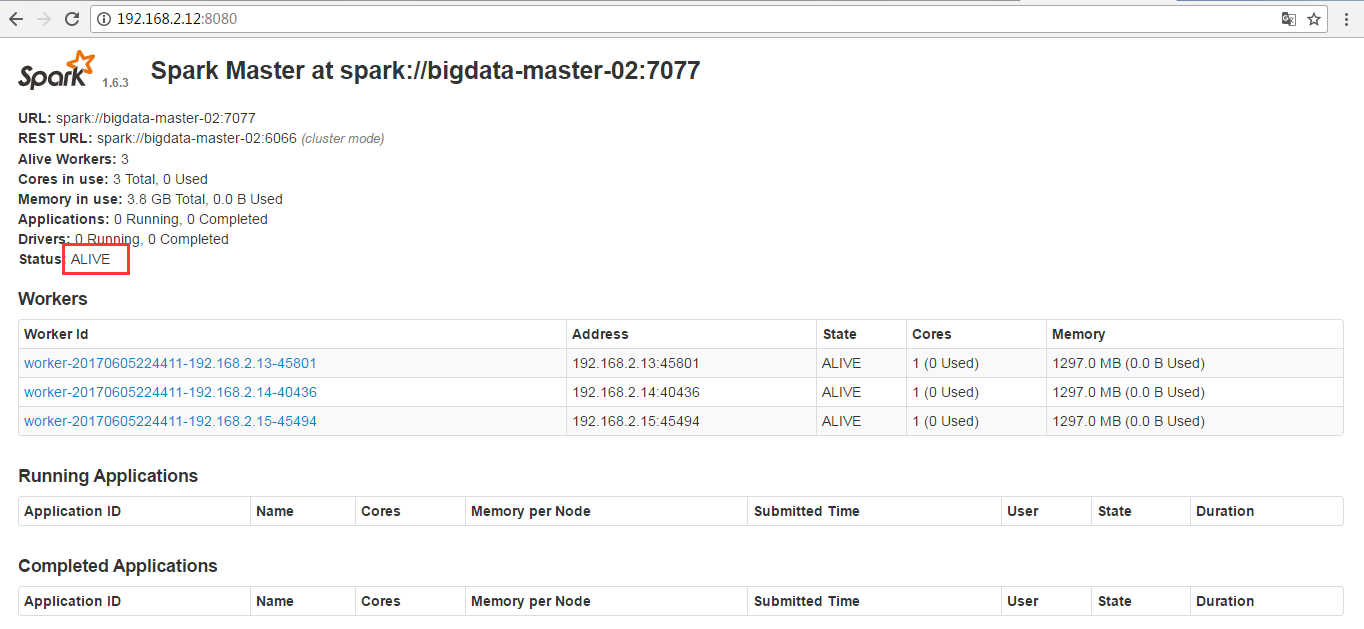 192.168.2.12:8080
Spark 1.6.3 Spark Master at spark://bigdata-master-02:7077
URL: spark://bigdata-master-02:7077
REST URL: spark://bigdata-master-02:6066 (cluster mode)
Alive Workers: 3
Cores in use: 3 Total, 0 Used
Memory in use: 3.8 GB Total, 0.0 B Used
Applications: 0 Running, 0 Completed
Drivers: 0 Running, 0 Completed
Status: ALIVE
Workers
Worker Id Address State Cores Memory
worker-20170605224411-192.168.2.13-45801 192.168.2.13:45801 ALIVE 1 (0 Used) 1297.0 MB (0.0 B Used)
worker-20170605224411-192.168.2.14-40436 192.168.2.14:40436 ALIVE 1 (0 Used) 1297.0 MB (0.0 B Used)
worker-20170605224411-192.168.2.15-45494 192.168.2.15:45494 ALIVE 1 (0 Used) 1297.0 MB (0.0 B Used)
Running Applications
Application ID Name Cores Memory per Node Submitted Time User State Duration
Completed Applications
Application ID Name Cores Memory per Node Submitted Time User State Duration